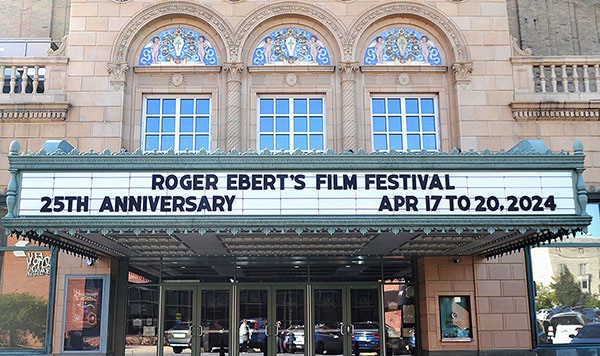 ROGER EBERT'S FILM FESTIVAL
25TH ANNIVERSARY APR 17 TO 20, 2024